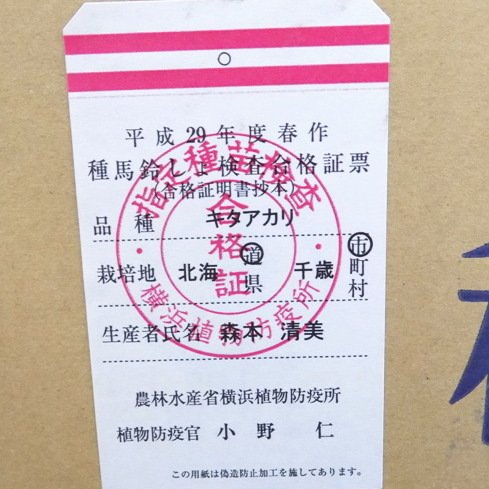 平成29年度春作
種馬鈴しょ検査合格証票
(合格証明書抄本)
品種 キタアカリ
栽培地 北海道県 千歳市町村
生産者氏名 森本 清美
指定種苗検査
合格証
横浜植物防疫所
農林水産省横浜植物防疫所
植物防疫官 小野 仁
この用紙は偽造防止加工を施してあります。